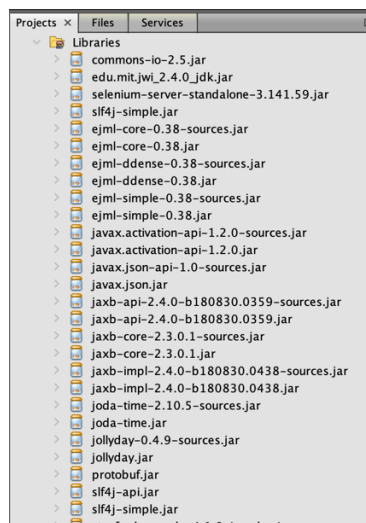 Projects × Files Services
Libraries
commons-io-2.5.jar
edu.mit.jwi_2.4.0_jdk.jar
selenium-server-standalone-3.141.59.jar
slf4j-simple.jar
ejml-core-0.38-sources.jar
ejml-core-0.38.jar
ejml-ddense-0.38-sources.jar
ejml-ddense-0.38.jar
ejml-simple-0.38-sources.jar
ejml-simple-0.38.jar
javax.activation-api-1.2.0-sources.jar
javax.activation-api-1.2.0.jar
javax.json-api-1.0-sources.jar
javax.json.jar
jaxb-api-2.4.0-b180830.0359-sources.jar
jaxb-api-2.4.0-b180830.0359.jar
jaxb-core-2.3.0.1-sources.jar
jaxb-core-2.3.0.1.jar
jaxb-impl-2.4.0-b180830.0438-sources.jar
jaxb-impl-2.4.0-b180830.0438.jar
joda-time-2.10.5-sources.jar
joda-time.jar
jollyday-0.4.9-sources.jar
jollyday.jar
protobuf.jar
slf4j-api.jar
slf4j-simple.jar